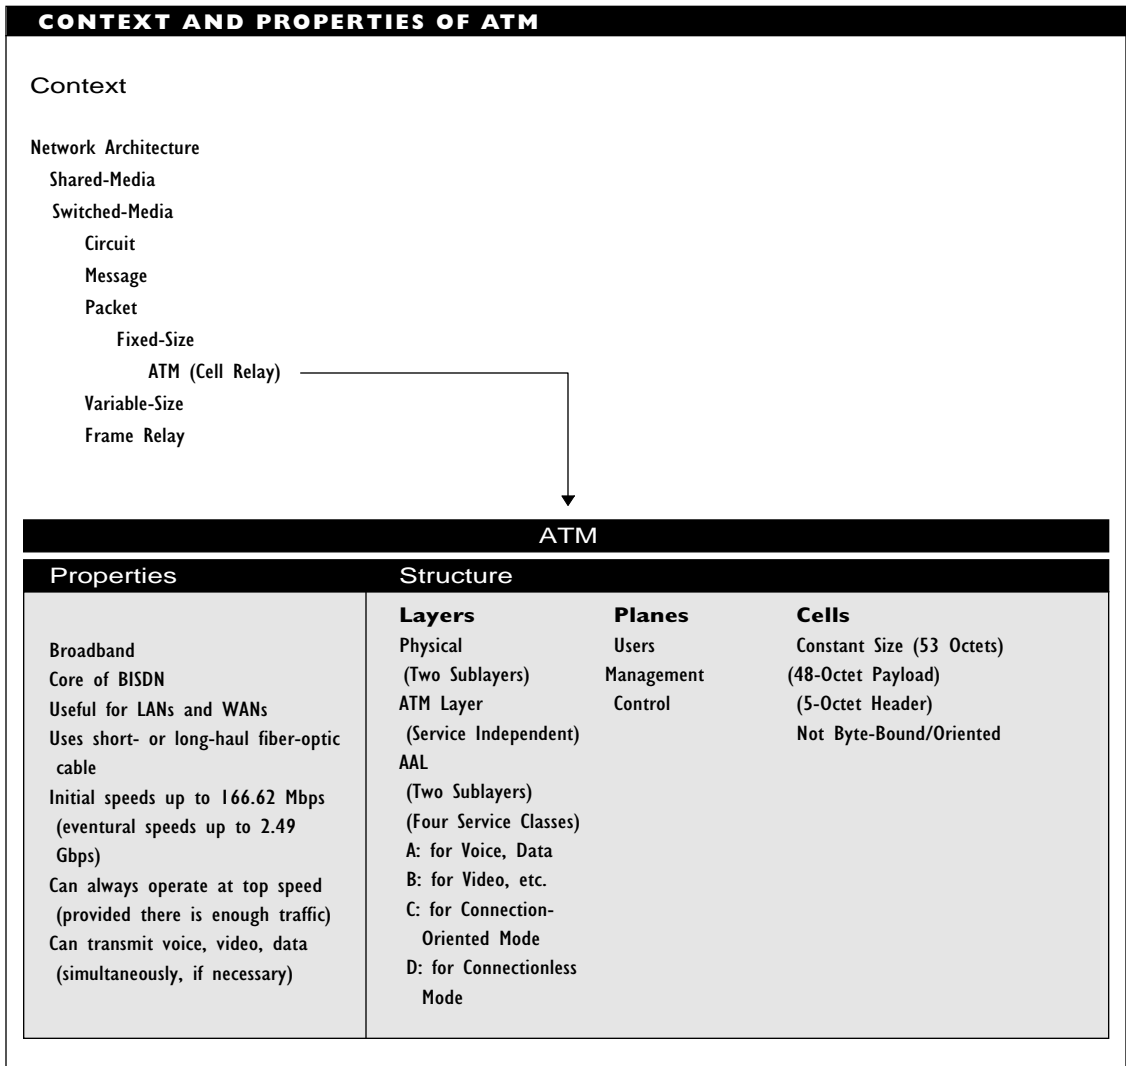 CONTEXT AND PROPERTIES OF ATM
Context
Network Architecture
Shared-Media
Switched-Media
Circuit
Message
Packet
Fixed-Size
ATM (Cell Relay)
Variable-Size
Frame Relay
ATM
Properties
Broadband
Core of BISDN
Useful for LANs and WANs
Uses short- or long-haul fiber-optic
cable
Initial speeds up to 166.62 Mbps
(eventural speeds up to 2.49
Gbps)
Can always operate at top speed
(provided there is enough traffic)
Can transmit voice, video, data
(simultaneously, if necessary)
Structure
Layers
Physical
(Two Sublayers)
ATM Layer
(Service Independent)
AAL
(Two Sublayers)
(Four Service Classes)
A: for Voice, Data
B: for Video, etc.
C: for Connection-
Oriented Mode
D: for Connectionless
Mode
Planes
Users
Management
Control
Cells
Constant Size (53 Octets)
(48-Octet Payload)
(5-Octet Header)
Not Byte-Bound/Oriented